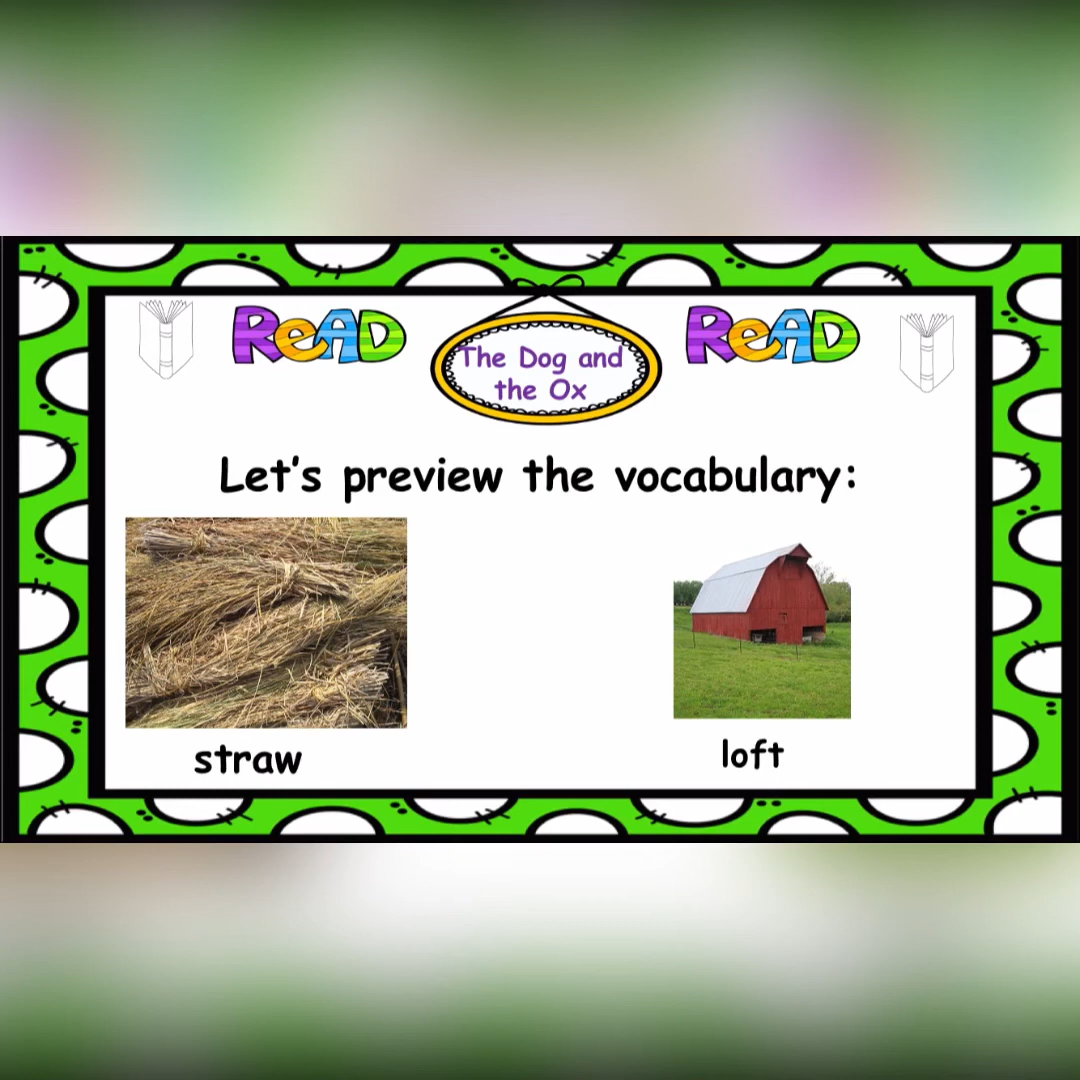 READ
The Dog and
the Ox
READ
Let's preview the vocabulary:
straw
loft